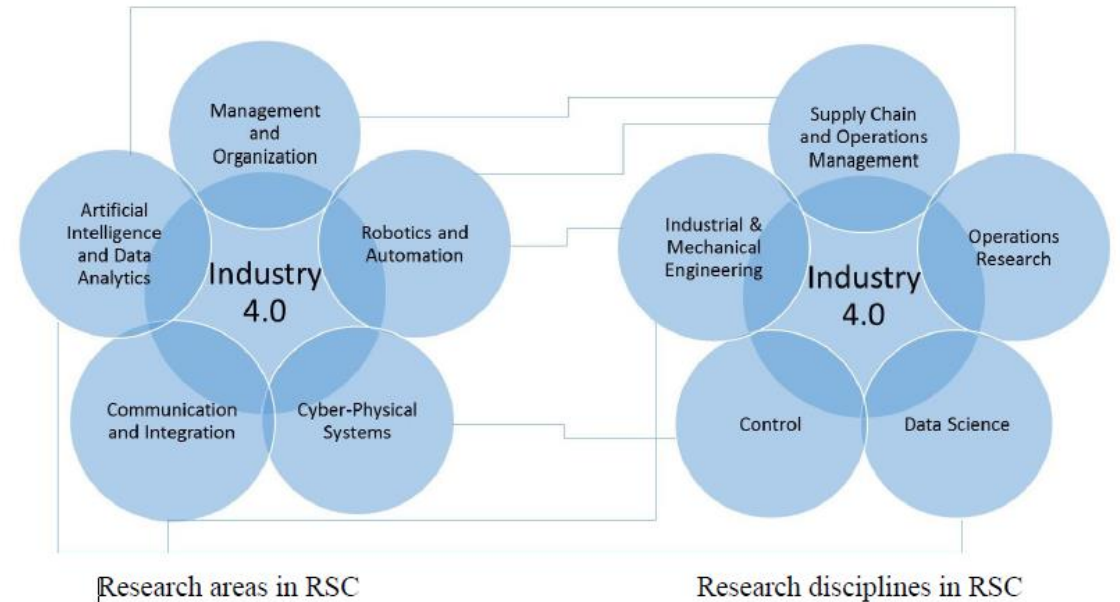 Management
and
Organization
Artificial
Intelligence
and Data
Analytics
Robotics and
Automation
Industry
4.0
Communication
and Integration
Cyber-Physical
Systems
Supply Chain
and Operations
Management
Industrial &
Mechanical
Engineering
Operations
Research
Industry
4.0
Control
Data Science
Research areas in RSC
Research disciplines in RSC